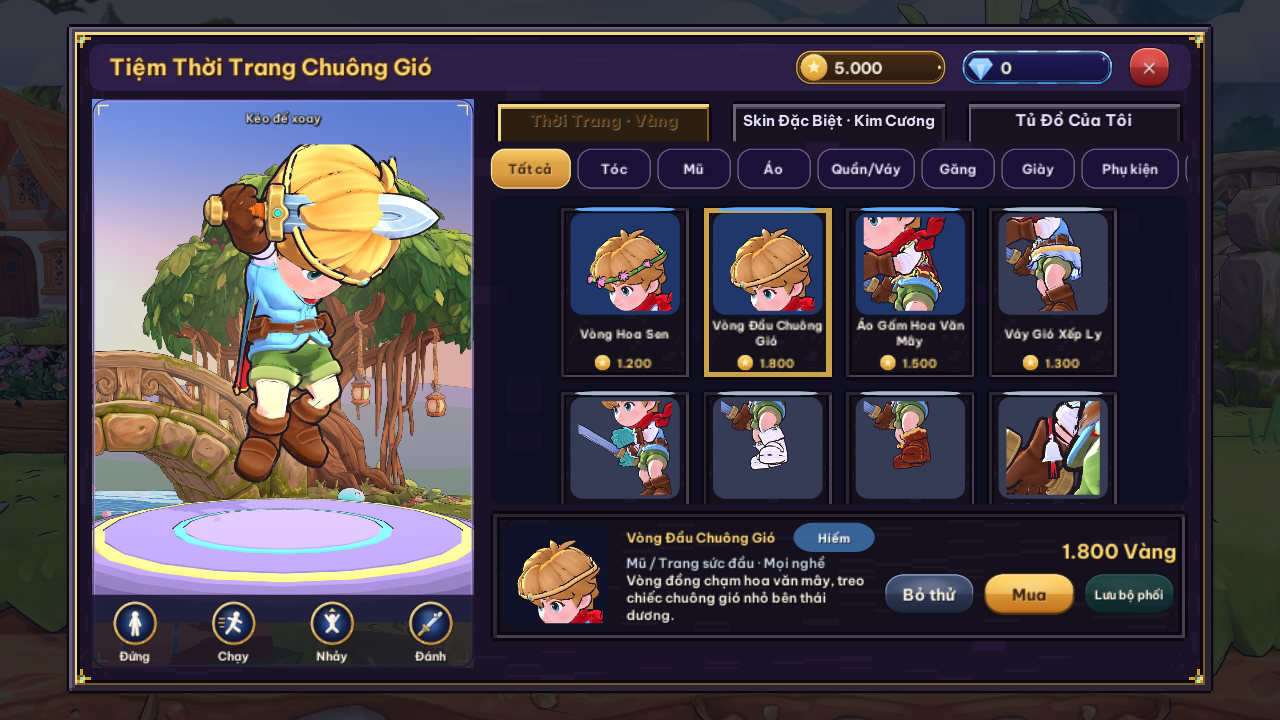 Tiệm Thời Trang Chuông Gió
5.000
0
Kéo để xoay
Thời Trang · Vàng
Skin Đặc Biệt · Kim Cương
Tủ Đồ Của Tôi
Tất cả
Tóc
Mũ
Áo
Quần/Váy
Găng
Giày
Phụ kiện
Vòng Hoa Sen
1.200
Vòng Đầu Chuông
Gió
1.800
Áo Gấm Hoa Văn
Mây
1.500
Váy Gió Xếp Ly
1.300
Vòng Đầu Chuông Gió
Hiếm
Mũ / Trang sức đầu · Mọi nghề
Vòng đồng chạm hoa văn mây, treo
chiếc chuông gió nhỏ bên thái
dương.
1.800 Vàng
Bỏ thử
Mua
Lưu bộ phối
Đứng
Chạy
Nhảy
Đánh